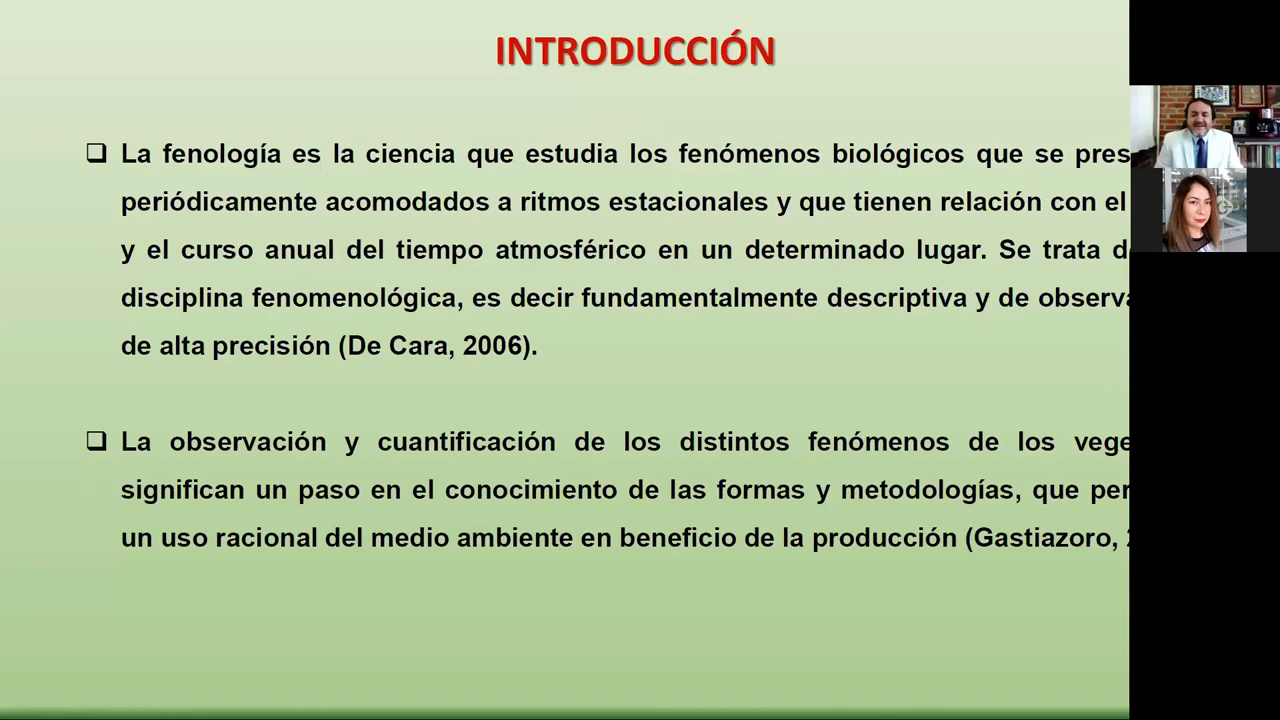 INTRODUCCIÓN
❑ La fenología es la ciencia que estudia los fenómenos biológicos que se pres
periódicamente acomodados a ritmos estacionales y que tienen relación con el
y el curso anual del tiempo atmosférico en un determinado lugar. Se trata d
disciplina fenomenológica, es decir fundamentalmente descriptiva y de observa
de alta precisión (De Cara, 2006).
❑ La observación y cuantificación de los distintos fenómenos de los vege
significan un paso en el conocimiento de las formas y metodologías, que per
un uso racional del medio ambiente en beneficio de la producción (Gastiazoro,